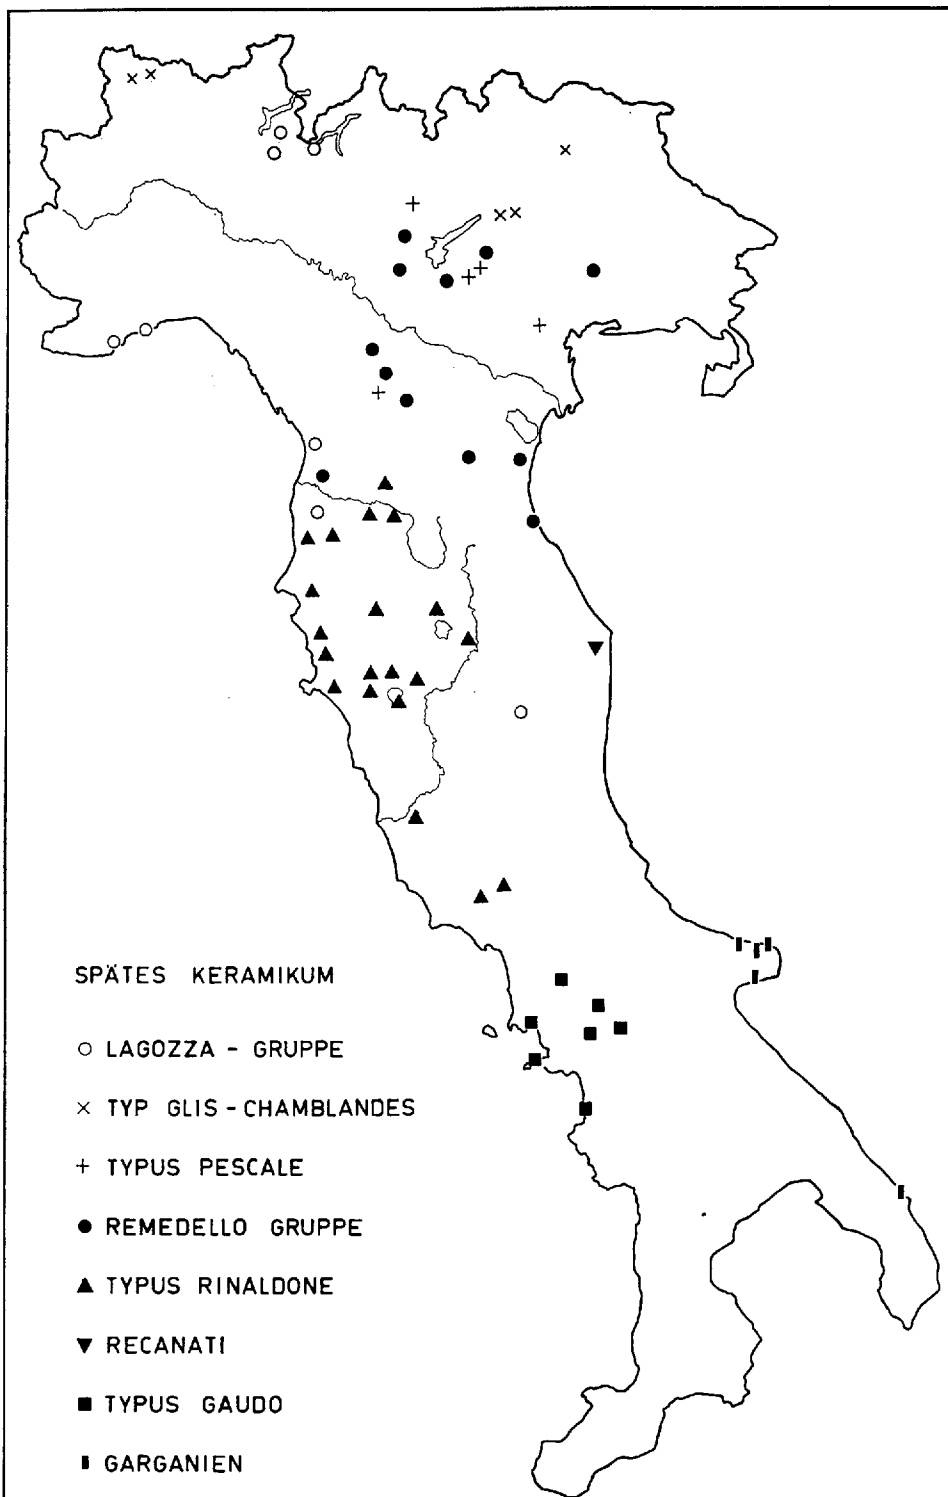 SPÄTES KERAMIKUM
LAGOZZA - GRUPPE
TYP GLIS - CHAMBLANDES
TYPUS PESCALE
REMEDELLO GRUPPE
TYPUS RINALDONE
RECANATI
TYPUS GAUDO
GARGANIEN